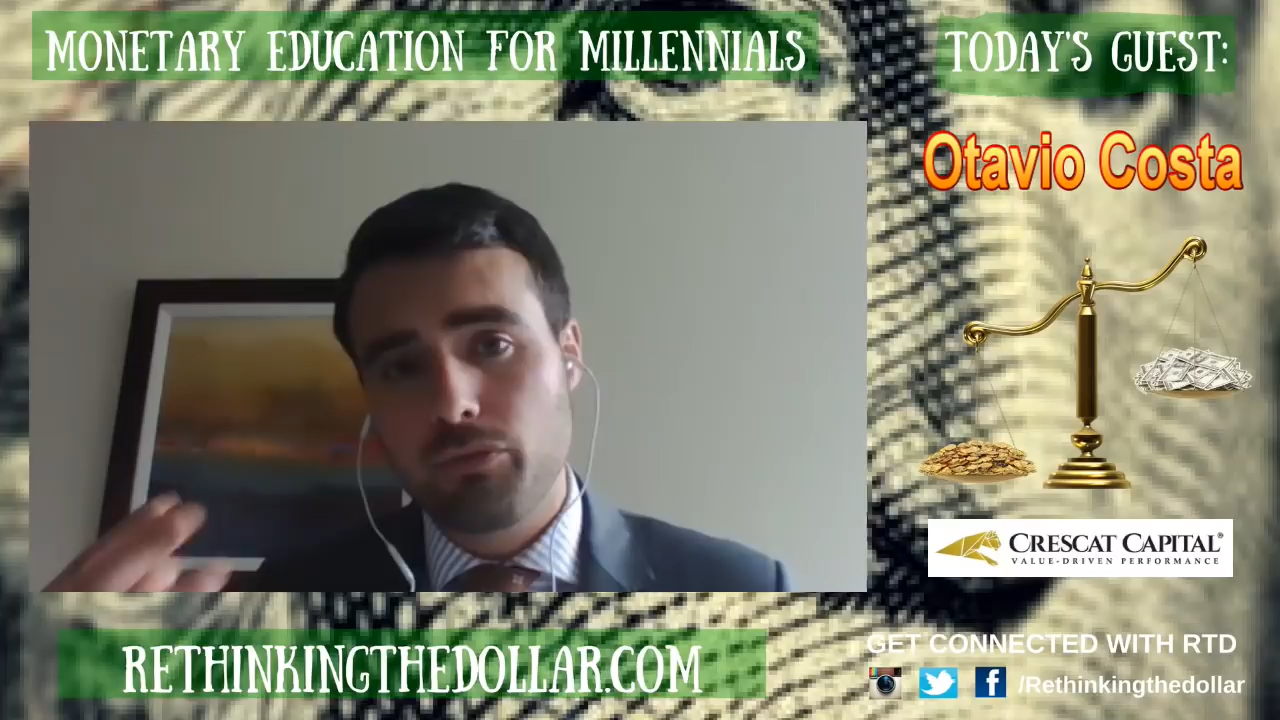 MONETARY EDUCATION FOR MILLENNIALS
TODAY'S GUEST:
Otavio Costa
CRESCAT CAPITAL®
VALUE-DRIVEN PERFORMANCE
RETHINKINGTHEDOLLAR.COM
GET CONNECTED WITH RTD
/Rethinkingthedollar